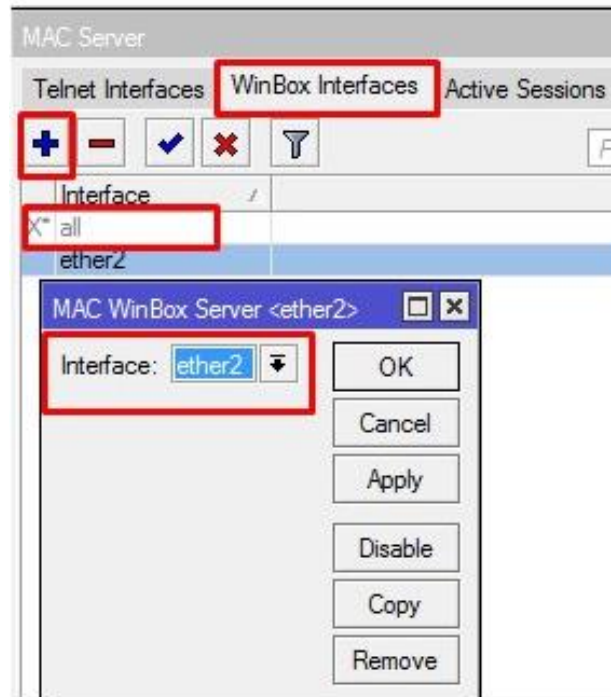 MAC Server
Telnet Interfaces WinBox Interfaces Active Sessions
F
Interface
X* all
ether2
MAC WinBox Server <ether2>
Interface: ether2
OK
Cancel
Apply
Disable
Copy
Remove